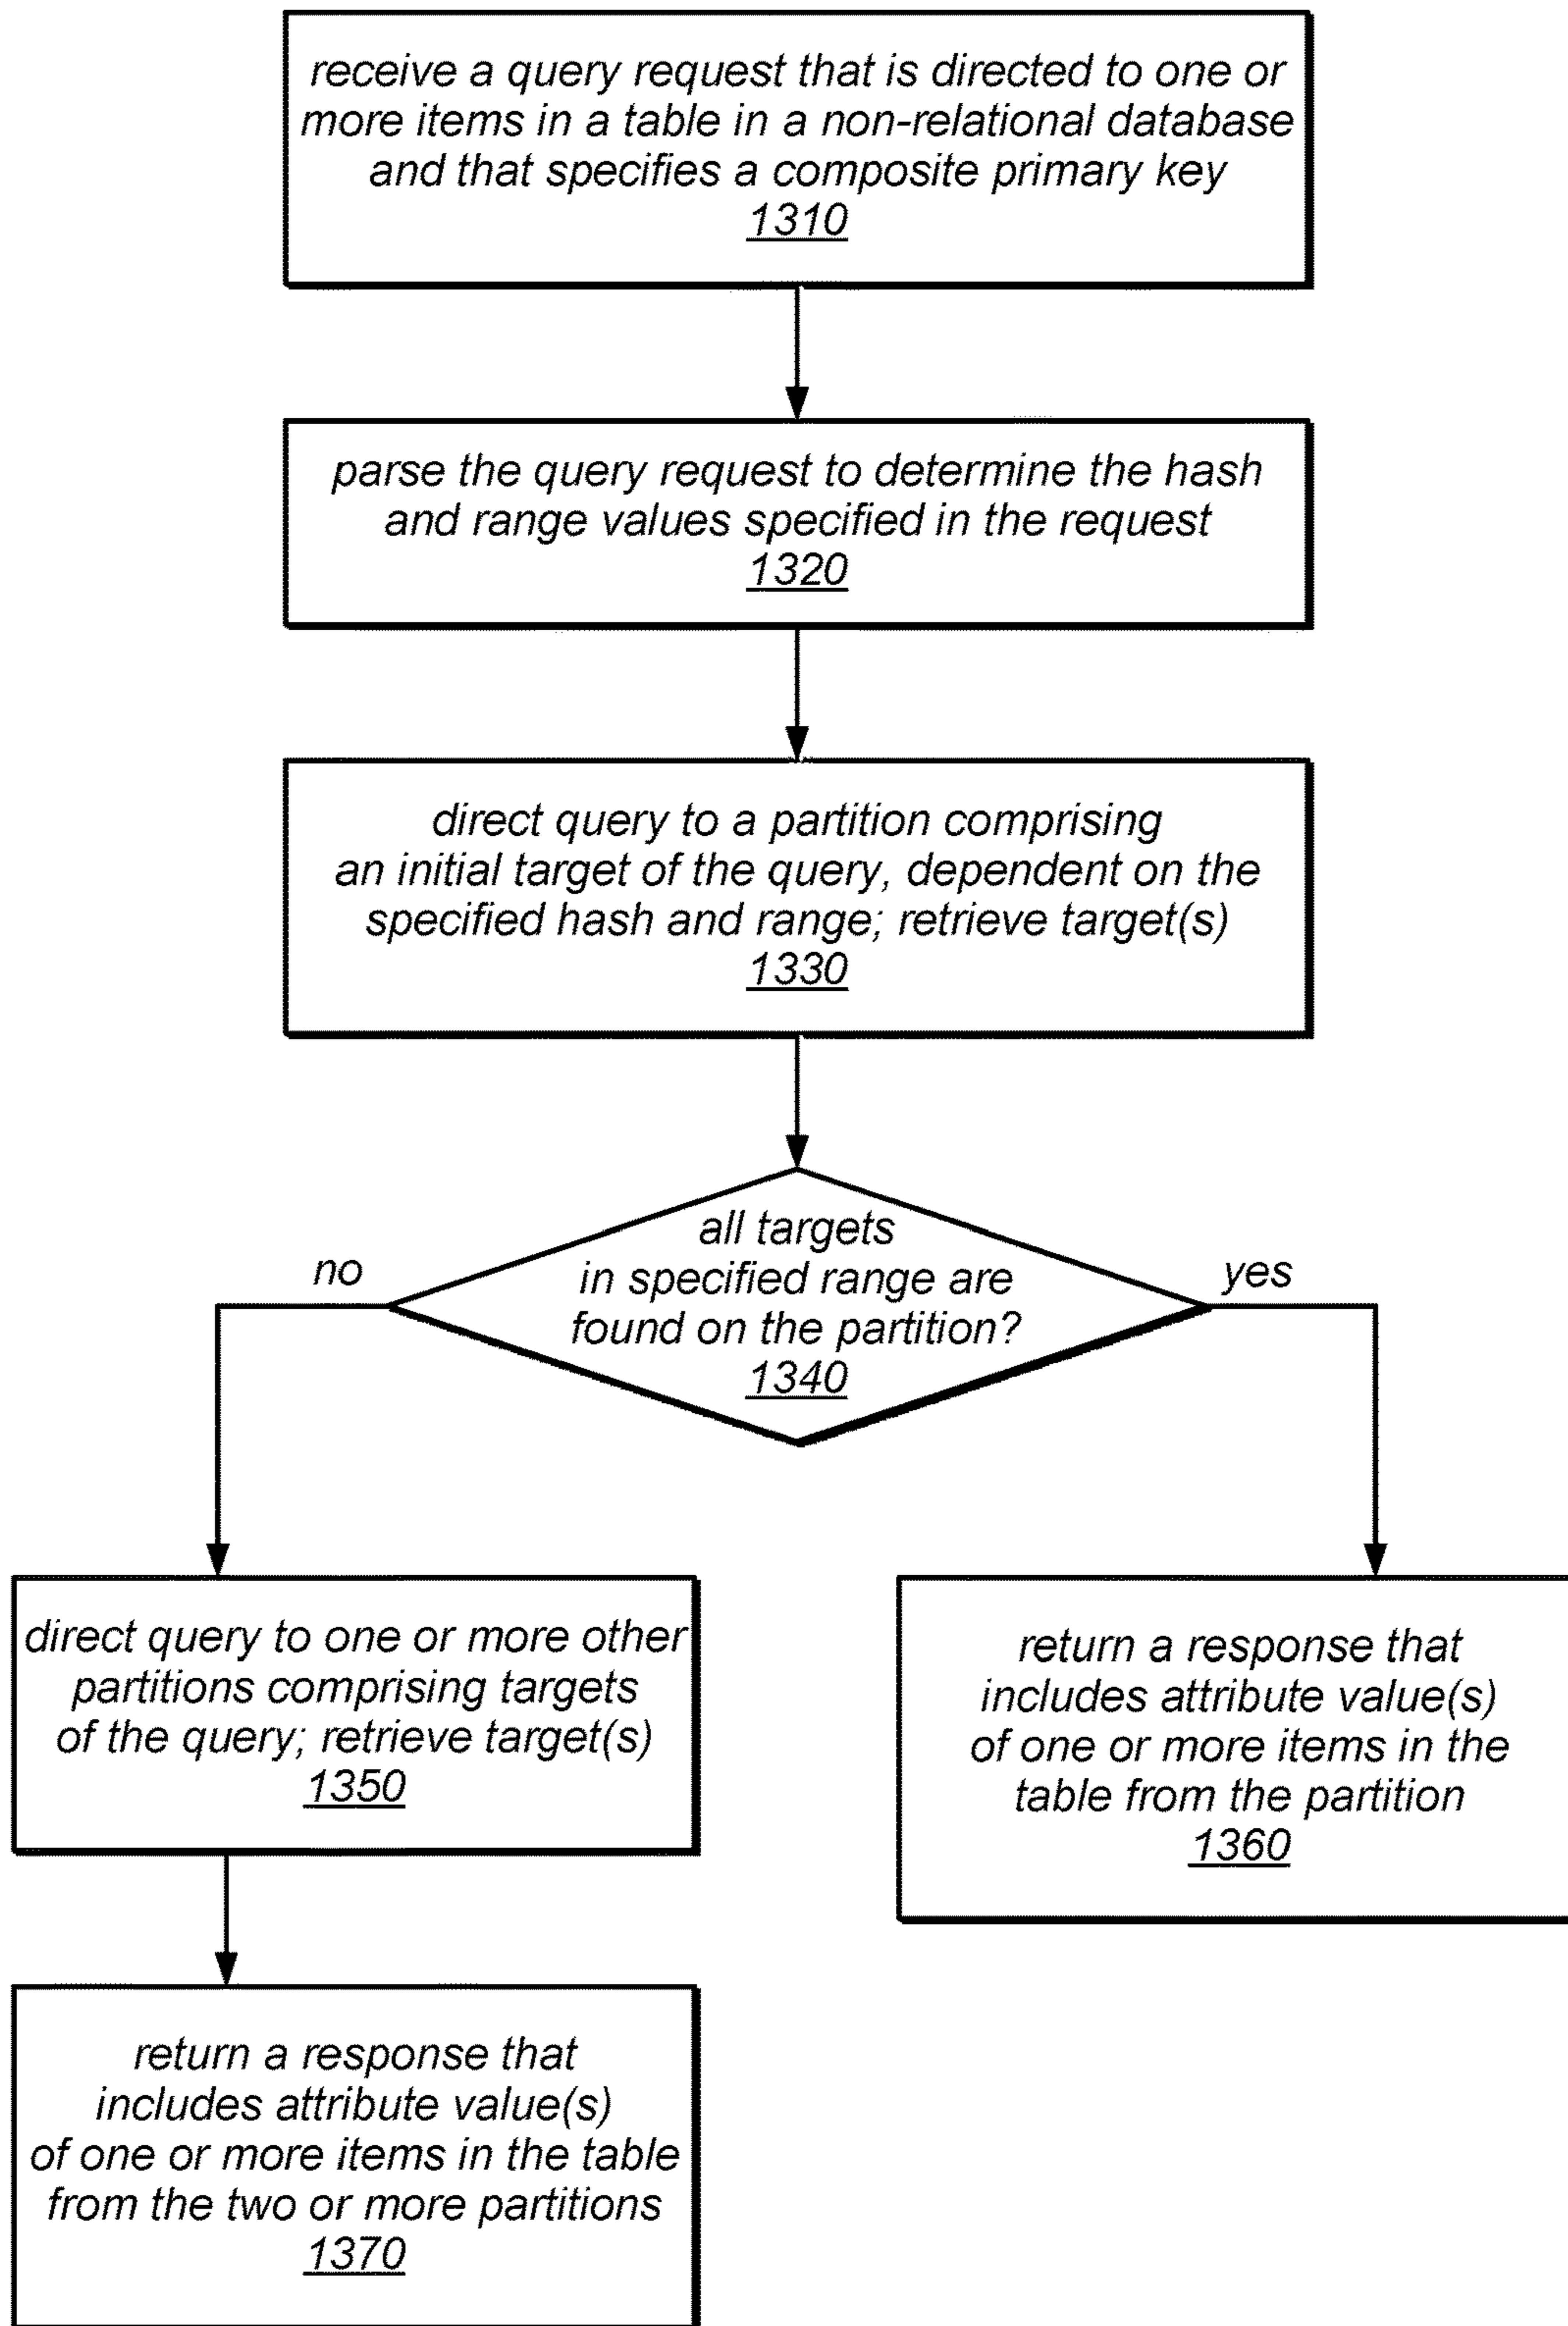 receive a query request that is directed to one or
more items in a table in a non-relational database
and that specifies a composite primary key
1310
parse the query request to determine the hash
and range values specified in the request
1320
direct query to a partition comprising
an initial target of the query, dependent on the
specified hash and range; retrieve target(s)
1330
all targets
in specified range are
found on the partition?
1340
no
yes
direct query to one or more other
partitions comprising targets
of the query; retrieve target(s)
1350
return a response that
includes attribute value(s)
of one or more items in the
table from the partition
1360
return a response that
includes attribute value(s)
of one or more items in the table
from the two or more partitions
1370